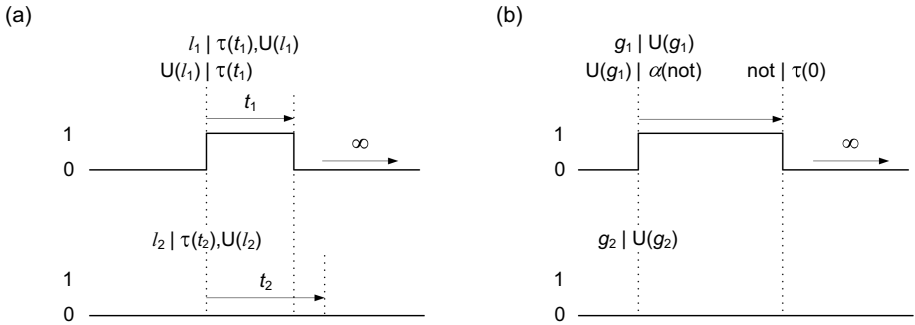 (a)
l₁ | τ(t₁),U(l₁)
U(l₁) | τ(t₁)
t₁
1
∞
0
l₂ | τ(t₂),U(l₂)
1
t₂
0
(b)
g₁ | U(g₁)
U(g₁) | α(not)
not | τ(0)
1
∞
0
g₂ | U(g₂)
1
0